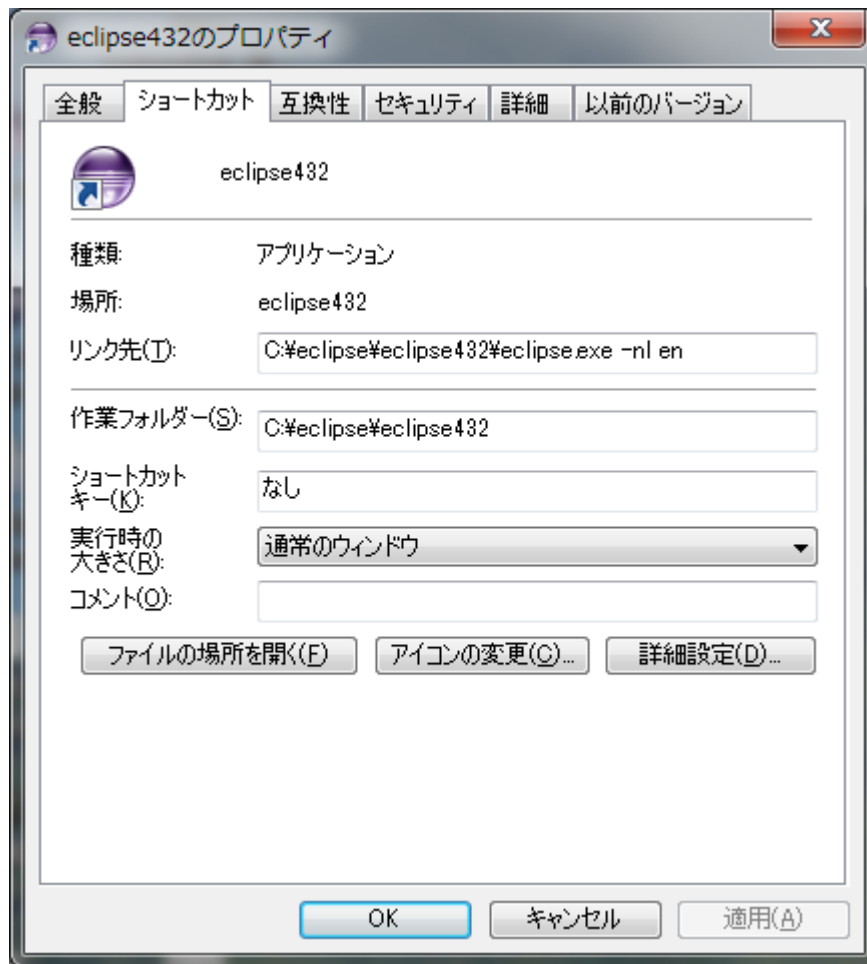 eclipse432のプロパティ
全般 ショートカット 互換性 セキュリティ 詳細 以前のバージョン
eclipse432
種類: アプリケーション
場所: eclipse432
リンク先(T): C:¥eclipse¥eclipse432¥eclipse.exe -nl en
作業フォルダー(S): C:¥eclipse¥eclipse432
ショートカット
キー(K): なし
実行時の
大きさ(R): 通常のウィンドウ
コメント(O):
ファイルの場所を開く(F) アイコンの変更(C)... 詳細設定(D)...
OK キャンセル 適用(A)